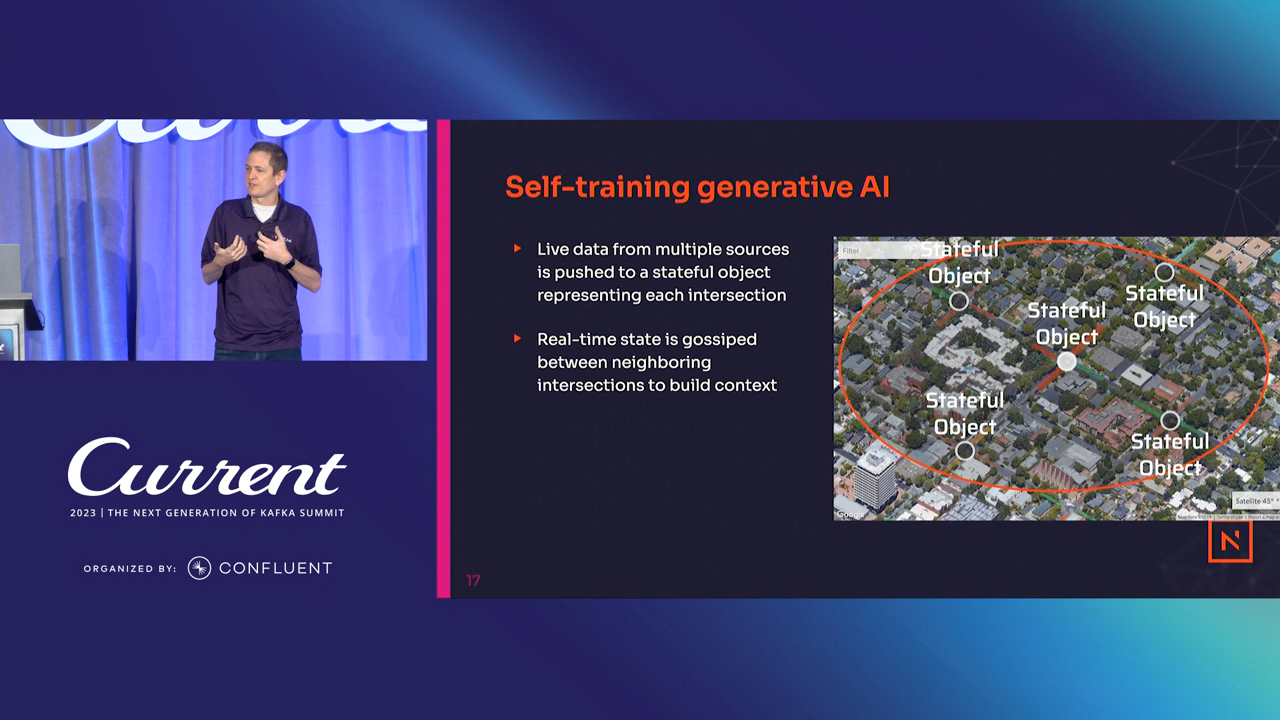 Current
2023 | THE NEXT GENERATION OF KAFKA SUMMIT
ORGANIZED BY:
CONFLUENT
Self-training generative AI
Live data from multiple sources
is pushed to a stateful object
representing each intersection
Real-time state is gossiped
between neighboring
intersections to build context
Filter
Stateful
Object
Stateful
Object
Stateful
Object
Stateful
Object
Stateful
Object
Google
Satellite 45°
N
17